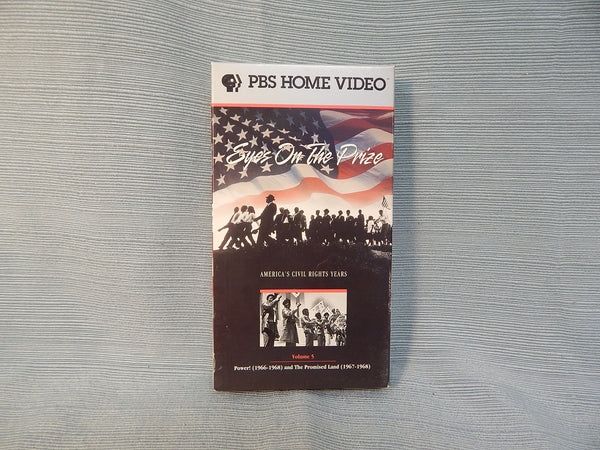 PBS HOME VIDEO
Eyes On The Prize
AMERICA'S CIVIL RIGHTS YEARS
Volume 5
Power! (1966-1968) and The Promised Land (1967-1968)